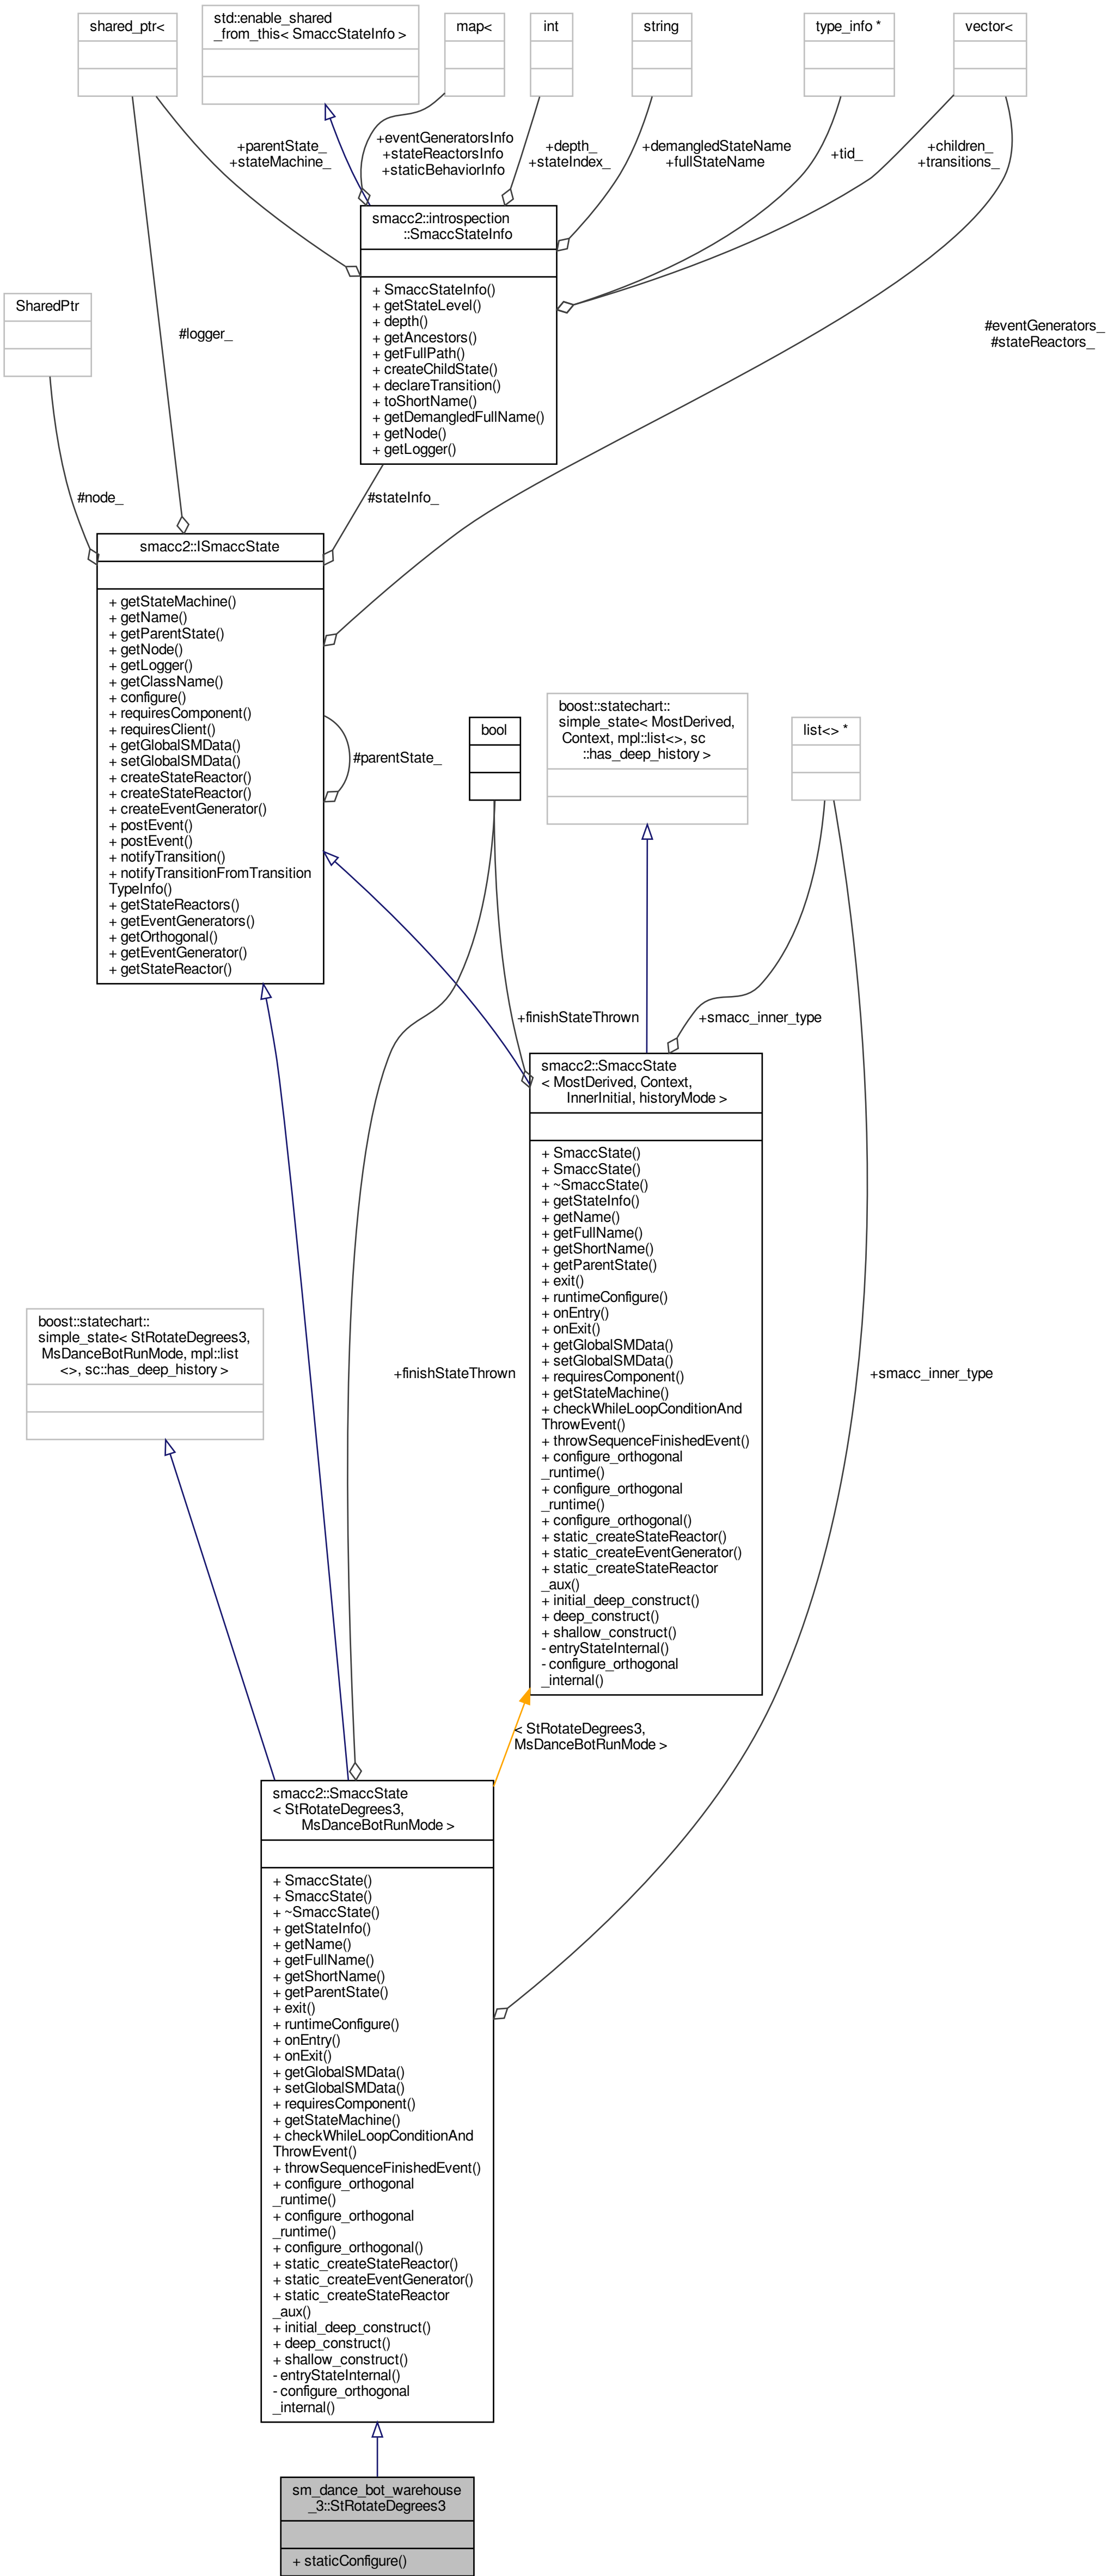 shared_ptr<
std::enable_shared
_from_this< SmaccStateInfo >
map<
int
string
type_info *
vector<
+parentState_
+stateMachine_
+eventGeneratorsInfo
+stateReactorsInfo
+staticBehaviorInfo
+depth_
+stateIndex_
+demangledStateName
+fullStateName
+tid_
+children_
+transitions_
smacc2::introspection
::SmaccStateInfo
+ SmaccStateInfo()
+ getStateLevel()
+ depth()
+ getAncestors()
+ getFullPath()
+ createChildState()
+ declareTransition()
+ toShortName()
+ getDemangledFullName()
+ getNode()
+ getLogger()
SharedPtr
#logger_
#eventGenerators_
#stateReactors_
#node_
#stateInfo_
smacc2::ISmaccState
+ getStateMachine()
+ getName()
+ getParentState()
+ getNode()
+ getLogger()
+ getClassName()
+ configure()
+ requiresComponent()
+ requiresClient()
+ getGlobalSMData()
+ setGlobalSMData()
+ createStateReactor()
+ createStateReactor()
+ createEventGenerator()
+ postEvent()
+ postEvent()
+ notifyTransition()
+ notifyTransitionFromTransition
TypeInfo()
+ getStateReactors()
+ getEventGenerators()
+ getOrthogonal()
+ getEventGenerator()
+ getStateReactor()
#parentState_
bool
boost::statechart::
simple_state< MostDerived,
Context, mpl::list<>, sc
::has_deep_history >
list<> *
+finishStateThrown
+smacc_inner_type
smacc2::SmaccState
< MostDerived, Context,
InnerInitial, historyMode >
+ SmaccState()
+ SmaccState()
+ ~SmaccState()
+ getStateInfo()
+ getName()
+ getFullName()
+ getShortName()
+ getParentState()
+ exit()
+ runtimeConfigure()
+ onEntry()
+ onExit()
+ getGlobalSMData()
+ setGlobalSMData()
+ requiresComponent()
+ getStateMachine()
+ checkWhileLoopConditionAnd
ThrowEvent()
+ throwSequenceFinishedEvent()
+ configure_orthogonal
_runtime()
+ configure_orthogonal
_runtime()
+ configure_orthogonal()
+ static_createStateReactor()
+ static_createEventGenerator()
+ static_createStateReactor
_aux()
+ initial_deep_construct()
+ deep_construct()
+ shallow_construct()
- entryStateInternal()
- configure_orthogonal
_internal()
boost::statechart::
simple_state< StRotateDegrees3,
MsDanceBotRunMode, mpl::list
<>, sc::has_deep_history >
+finishStateThrown
+smacc_inner_type
< StRotateDegrees3,
MsDanceBotRunMode >
smacc2::SmaccState
< StRotateDegrees3,
MsDanceBotRunMode >
+ SmaccState()
+ SmaccState()
+ ~SmaccState()
+ getStateInfo()
+ getName()
+ getFullName()
+ getShortName()
+ getParentState()
+ exit()
+ runtimeConfigure()
+ onEntry()
+ onExit()
+ getGlobalSMData()
+ setGlobalSMData()
+ requiresComponent()
+ getStateMachine()
+ checkWhileLoopConditionAnd
ThrowEvent()
+ throwSequenceFinishedEvent()
+ configure_orthogonal
_runtime()
+ configure_orthogonal
_runtime()
+ configure_orthogonal()
+ static_createStateReactor()
+ static_createEventGenerator()
+ static_createStateReactor
_aux()
+ initial_deep_construct()
+ deep_construct()
+ shallow_construct()
- entryStateInternal()
- configure_orthogonal
_internal()
sm_dance_bot_warehouse
_3::StRotateDegrees3
+ staticConfigure()